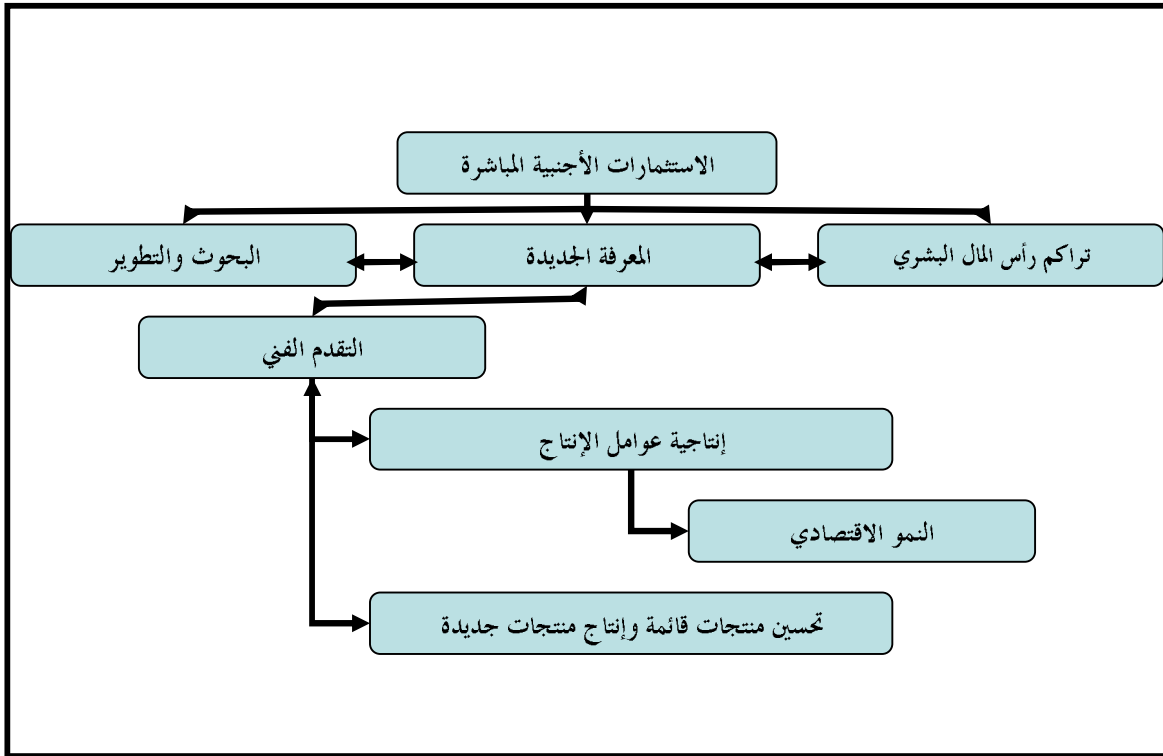 الاستثمارات الأجنبية المباشرة
تراكم رأس المال البشري
المعرفة الجديدة
البحوث والتطوير
التقدم الفني
إنتاجية عوامل الإنتاج
النمو الاقتصادي
تحسين منتجات قائمة وإنتاج منتجات جديدة